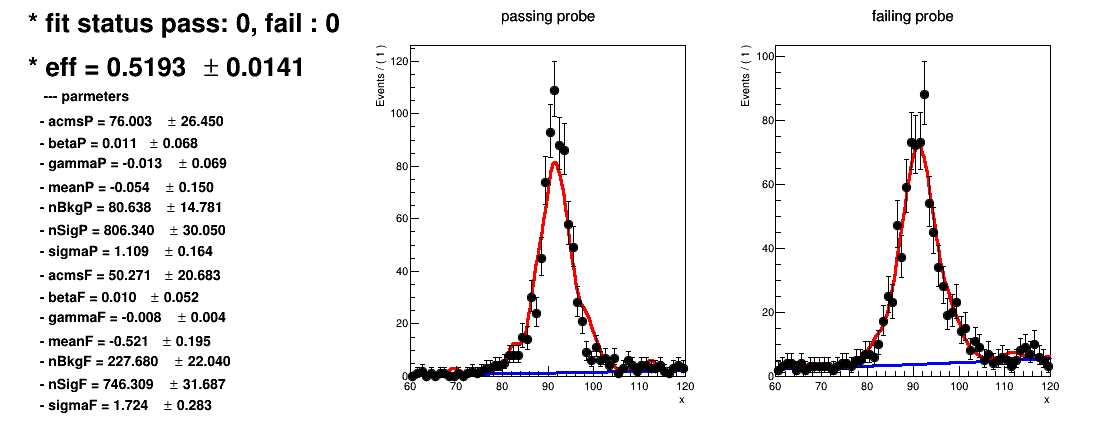 * fit status pass: 0, fail : 0
* eff = 0.5193 ± 0.0141
--- parmeters
- acmsP = 76.003 ± 26.450
- betaP = 0.011 ± 0.068
- gammaP = -0.013 ± 0.069
- meanP = -0.054 ± 0.150
- nBkgP = 80.638 ± 14.781
- nSigP = 806.340 ± 30.050
- sigmaP = 1.109 ± 0.164
- acmsF = 50.271 ± 20.683
- betaF = 0.010 ± 0.052
- gammaF = -0.008 ± 0.004
- meanF = -0.521 ± 0.195
- nBkgF = 227.680 ± 22.040
- nSigF = 746.309 ± 31.687
- sigmaF = 1.724 ± 0.283
passing probe
Events / ( 1 )
120
100
80
60
40
20
0
60 70 80 90 100 110 120
x
failing probe
Events / ( 1 )
100
80
60
40
20
0
60 70 80 90 100 110 120
x